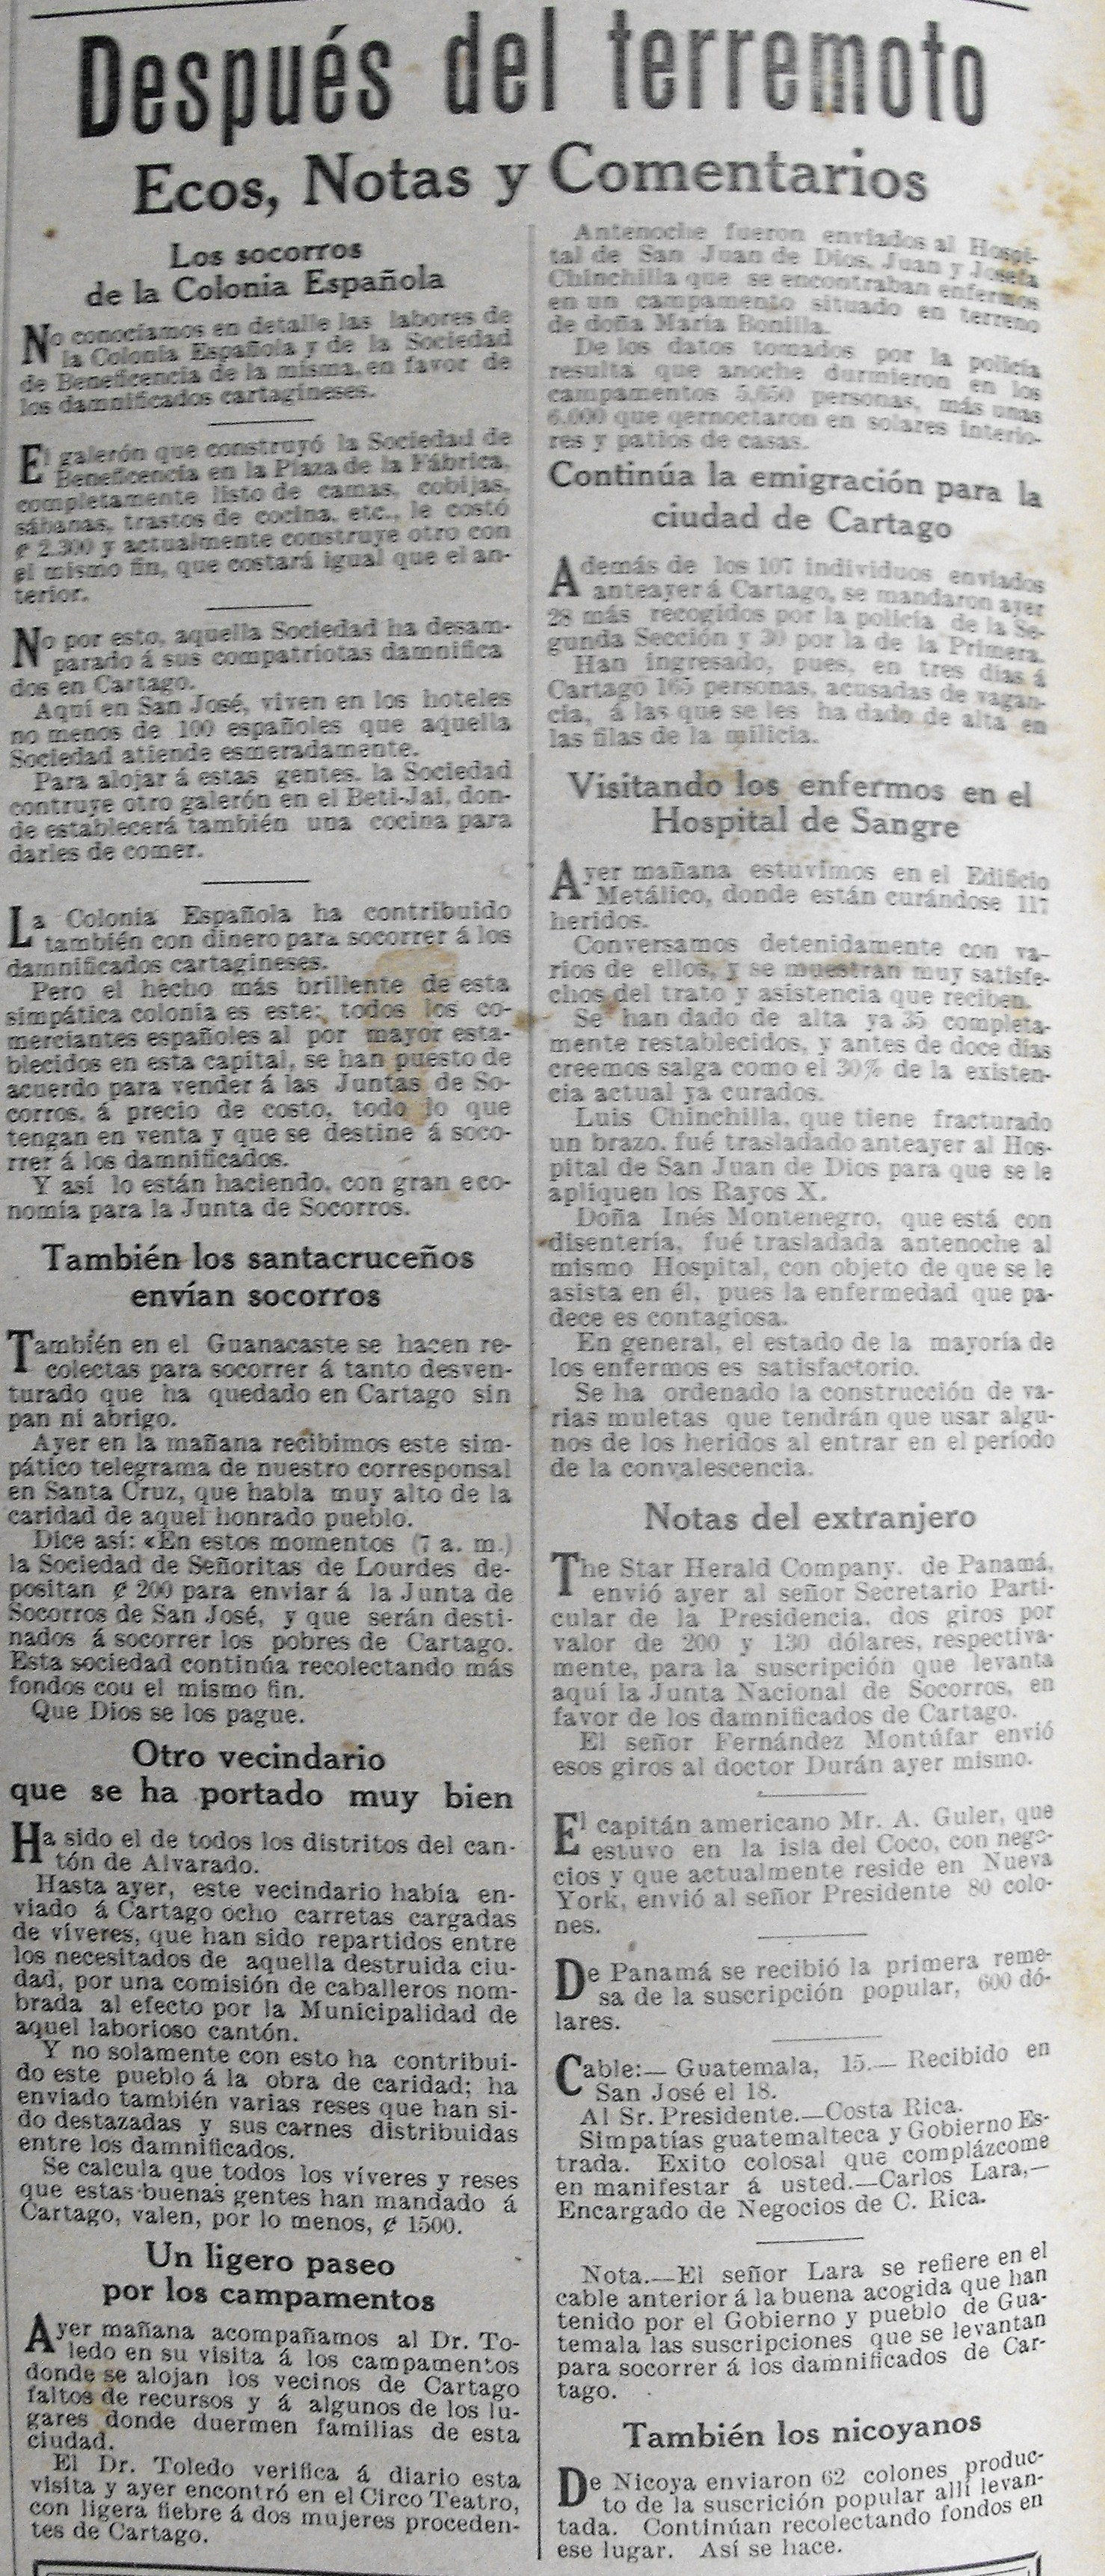 Después del terremoto
Ecos, Notas y Comentarios
Los socorros
de la Colonia Española
No conocíamos en detalle las labores de
la Colonia Española y de la Sociedad
de Beneficencia de la misma, en favor de
los damnificados cartagineses.
El galerón que construyó la Sociedad de
Beneficencia en la Plaza de la Fábrica,
completamente listo de camas, cobijas,
sábanas, trastos de cocina, etc., le costó
₡ 2.300 y actualmente construye otro con
el mismo fin, que costará igual que el an-
terior.
No por esto, aquella Sociedad ha desam-
parado á sus compatriotas damnifica
dos en Cartago.
Aquí en San José, viven en los hoteles
no menos de 100 españoles que aquella
Sociedad atiende esmeradamente.
Para alojar á estas gentes. la Sociedad
contruye otro galerón en el Beti-Jai, don-
de establecerá también una cocina para
darles de comer.
La Colonia Española ha contribuido
también con dinero para socorrer á los
damnificados cartagineses.
Pero el hecho más brillente de esta
simpática colonia es este: todos los co-
merciantes españoles al por mayor esta-
blecidos en esta capital, se han puesto de
acuerdo para vender á las Juntas de So-
corros, á precio de costo, todo lo que
tengan en venta y que se destine á soco-
rrer á los damnificados.
Y así lo están haciendo, con gran eco-
nomía para la Junta de Socorros.
También los santacruceños
envían socorros
También en el Guanacaste se hacen re-
colectas para socorrer á tanto desven-
turado que ha quedado en Cartago sin
pan ni abrigo.
Ayer en la mañana recibimos este sim-
pático telegrama de nuestro corresponsal
en Santa Cruz, que habla muy alto de la
caridad de aquel honrado pueblo.
Dice así: «En estos momentos (7 a. m.)
la Sociedad de Señoritas de Lourdes de-
positan ₡ 200 para enviar á la Junta de
Socorros de San José, y que serán desti-
nados á socorrer los pobres de Cartago.
Esta sociedad continúa recolectando más
fondos cou el mismo fin.
Que Dios se los pague.
Otro vecindario
que se ha portado muy bien
Ha sido el de todos los distritos del can-
tón de Alvarado.
Hasta ayer, este vecindario había en-
viado á Cartago ocho carretas cargadas
de víveres, que han sido repartidos entre
los necesitados de aquella destruida ciu-
dad, por una comisión de caballeros nom-
brada al efecto por la Municipalidad de
aquel laborioso cantón.
Y no solamente con esto ha contribui-
do este pueblo á la obra de caridad; ha
enviado también varias reses que han si-
do destazadas y sus carnes distribuidas
entre los damnificados.
Se calcula que todos los víveres y reses
que estas buenas gentes han mandado á
Cartago, valen, por lo menos, ₡ 1500.
Un ligero paseo
por los campamentos
Ayer mañana acompañamos al Dr. To-
ledo en su visita á los campamentos
donde se alojan los vecinos de Cartago
faltos de recursos y á algunos de los lu-
gares donde duermen familias de esta
ciudad.
El Dr. Toledo verifica á diario esta
visita y ayer encontró en el Circo Teatro,
con ligera fiebre á dos mujeres proceden-
tes de Cartago.
Antenoche fueron enviados al Hospi-
tal de San Juan de Dios, Juan y Josefa
Chinchilla que se encontraban enfermos
en un campamento situado en terreno
de doña María Bonilla.
De los datos tomados por la policía
resulta que anoche durmieron en los
campamentos 5,650 personas, más unas
6.000 que qernoctaron en solares interio-
res y patios de casas.
Continúa la emigración para la
ciudad de Cartago
Además de los 107 individuos enviados
anteayer á Cartago, se mandaron ayer
28 más recogidos por la policía de la Se-
gunda Sección y 30 por la de la Primera.
Han ingresado, pues, en tres días á
Cartago 165 personas, acusadas de vagan-
cia, á las que se les ha dado de alta en
las filas de la milicia.
Visitando los enfermos en el
Hospital de Sangre
Ayer mañana estuvimos en el Edificio
Metálico, donde están curándose 117
heridos.
Conversamos detenidamente con va-
rios de ellos, y se muestran muy satisfe-
chos del trato y asistencia que reciben.
Se han dado de alta ya 35 completa-
mente restablecidos, y antes de doce días
creemos salga como el 30% de la existen-
cia actual ya curados.
Luis Chinchilla, que tiene fracturado
un brazo. fué trasladado anteayer al Hos-
pital de San Juan de Dios para que se le
apliquen los Rayos X.
Doña Inés Montenegro, que está con
disentería, fué trasladada antenoche al
mismo Hospital, con objeto de que se le
asista en él, pues la enfermedad que pa-
dece es contagiosa.
En general, el estado de la mayoría de
los enfermos es satisfactorio.
Se ha ordenado la construcción de va-
rias muletas que tendrán que usar algu-
nos de los heridos al entrar en el período
de la convalescencia.
Notas del extranjero
The Star Herald Company. de Panamá,
envió ayer al señor Secretario Parti-
cular de la Presidencia, dos giros por
valor de 200 y 130 dólares, respectiva-
mente, para la suscripción que levanta
aquí la Junta Nacional de Socorros, en
favor de los damnificados de Cartago.
El señor Fernández Montúfar envió
esos giros al doctor Durán ayer mismo.
El capitán americano Mr. A. Guler, que
estuvo en la isla del Coco, con nego-
cios y que actualmente reside en Nueva
York, envió al señor Presidente 80 colo-
nes.
De Panamá se recibió la primera reme-
sa de la suscripción popular, 600 dó-
lares.
Cable:— Guatemala, 15.— Recibido en
San José el 18.
Al Sr. Presidente.—Costa Rica.
Simpatías guatemalteca y Gobierno Es-
trada. Exito colosal que complázcome
en manifestar á usted.—Carlos Lara,—
Encargado de Negocios de C. Rica.
Nota.—El señor Lara se refiere en el
cable anterior á la buena acogida que han
tenido por el Gobierno y pueblo de Gua-
temala las suscripciones que se levantan
para socorrer á los damnificados de Car-
tago.
También los nicoyanos
De Nicoya enviaron 62 colones produc-
to de la suscrición popular allí levan-
tada. Continúan recolectando fondos en
ese lugar. Así se hace.